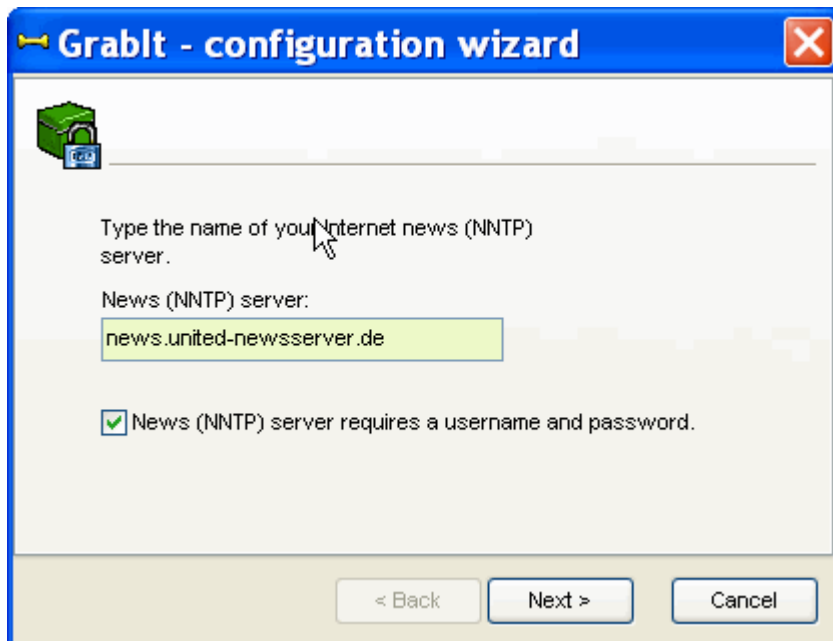 GrabIt - configuration wizard
Type the name of your Internet news (NNTP)
server.
News (NNTP) server:
news.united-newsserver.de
News (NNTP) server requires a username and password.
< Back Next > Cancel